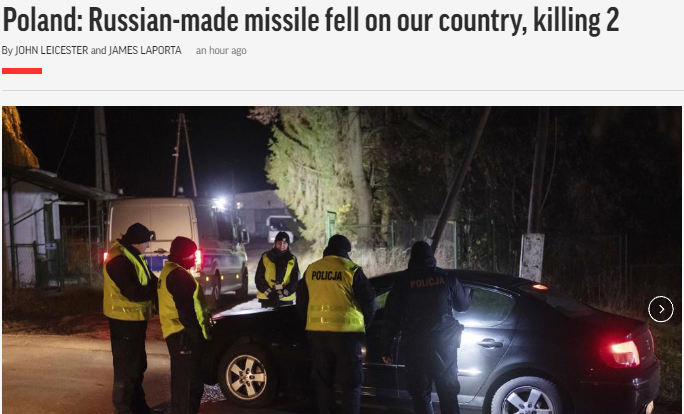 Poland: Russian-made missile fell on our country, killing 2
By JOHN LEICESTER and JAMES LAPORTA an hour ago
POLICJA
POLICJA